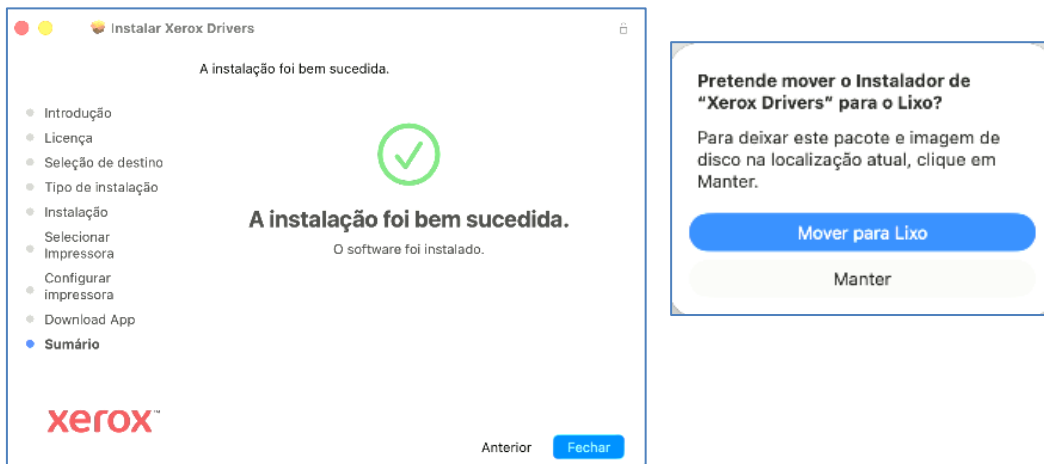 Instalar Xerox Drivers
A instalação foi bem sucedida.
Introdução
Licença
Seleção de destino
Tipo de instalação
Instalação
Selecionar
Impressora
Configurar
impressora
Download App
Sumário
A instalação foi bem sucedida.
O software foi instalado.
xerox™
Anterior
Fechar
Pretende mover o Instalador de
“Xerox Drivers” para o Lixo?
Para deixar este pacote e imagem de
disco na localização atual, clique em
Manter.
Mover para Lixo
Manter